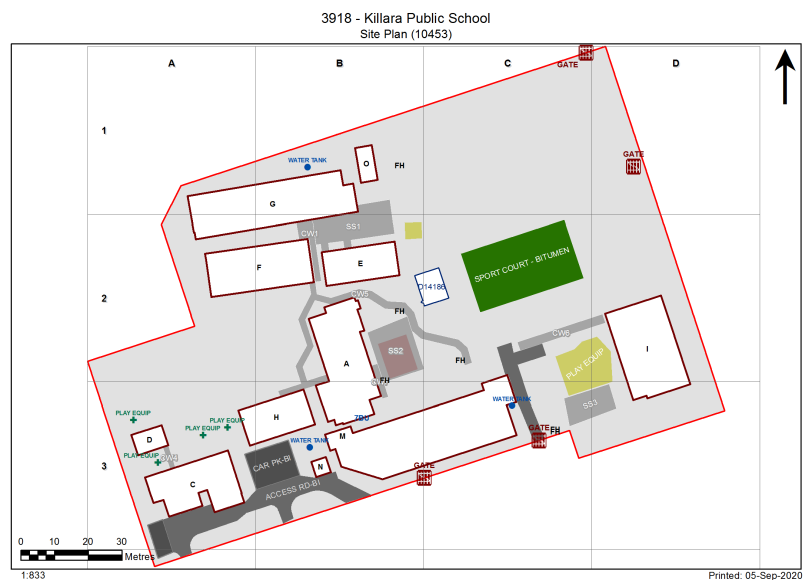 3918 - Killara Public School
Site Plan (10453)
A
B
C
D
GATE
1
WATER TANK
O
FH
GATE
G
CW1
SS1
F
E
SPORT COURT - BITUMEN
D14186
2
CW5
FH
CW6
SS2
FH
A
I
PLAY EQUIP
FH
WATER TANK
SS3
PLAY EQUIP
PLAY EQUIP
H
D
M
GATE
FH
FH
WATER TANK
PLAY EQUIP
CW4
3
CAR PK-BI
N
GATE
C
ACCESS RD-BI
0
10
20
30
Metres
1:833
Printed: 05-Sep-2020